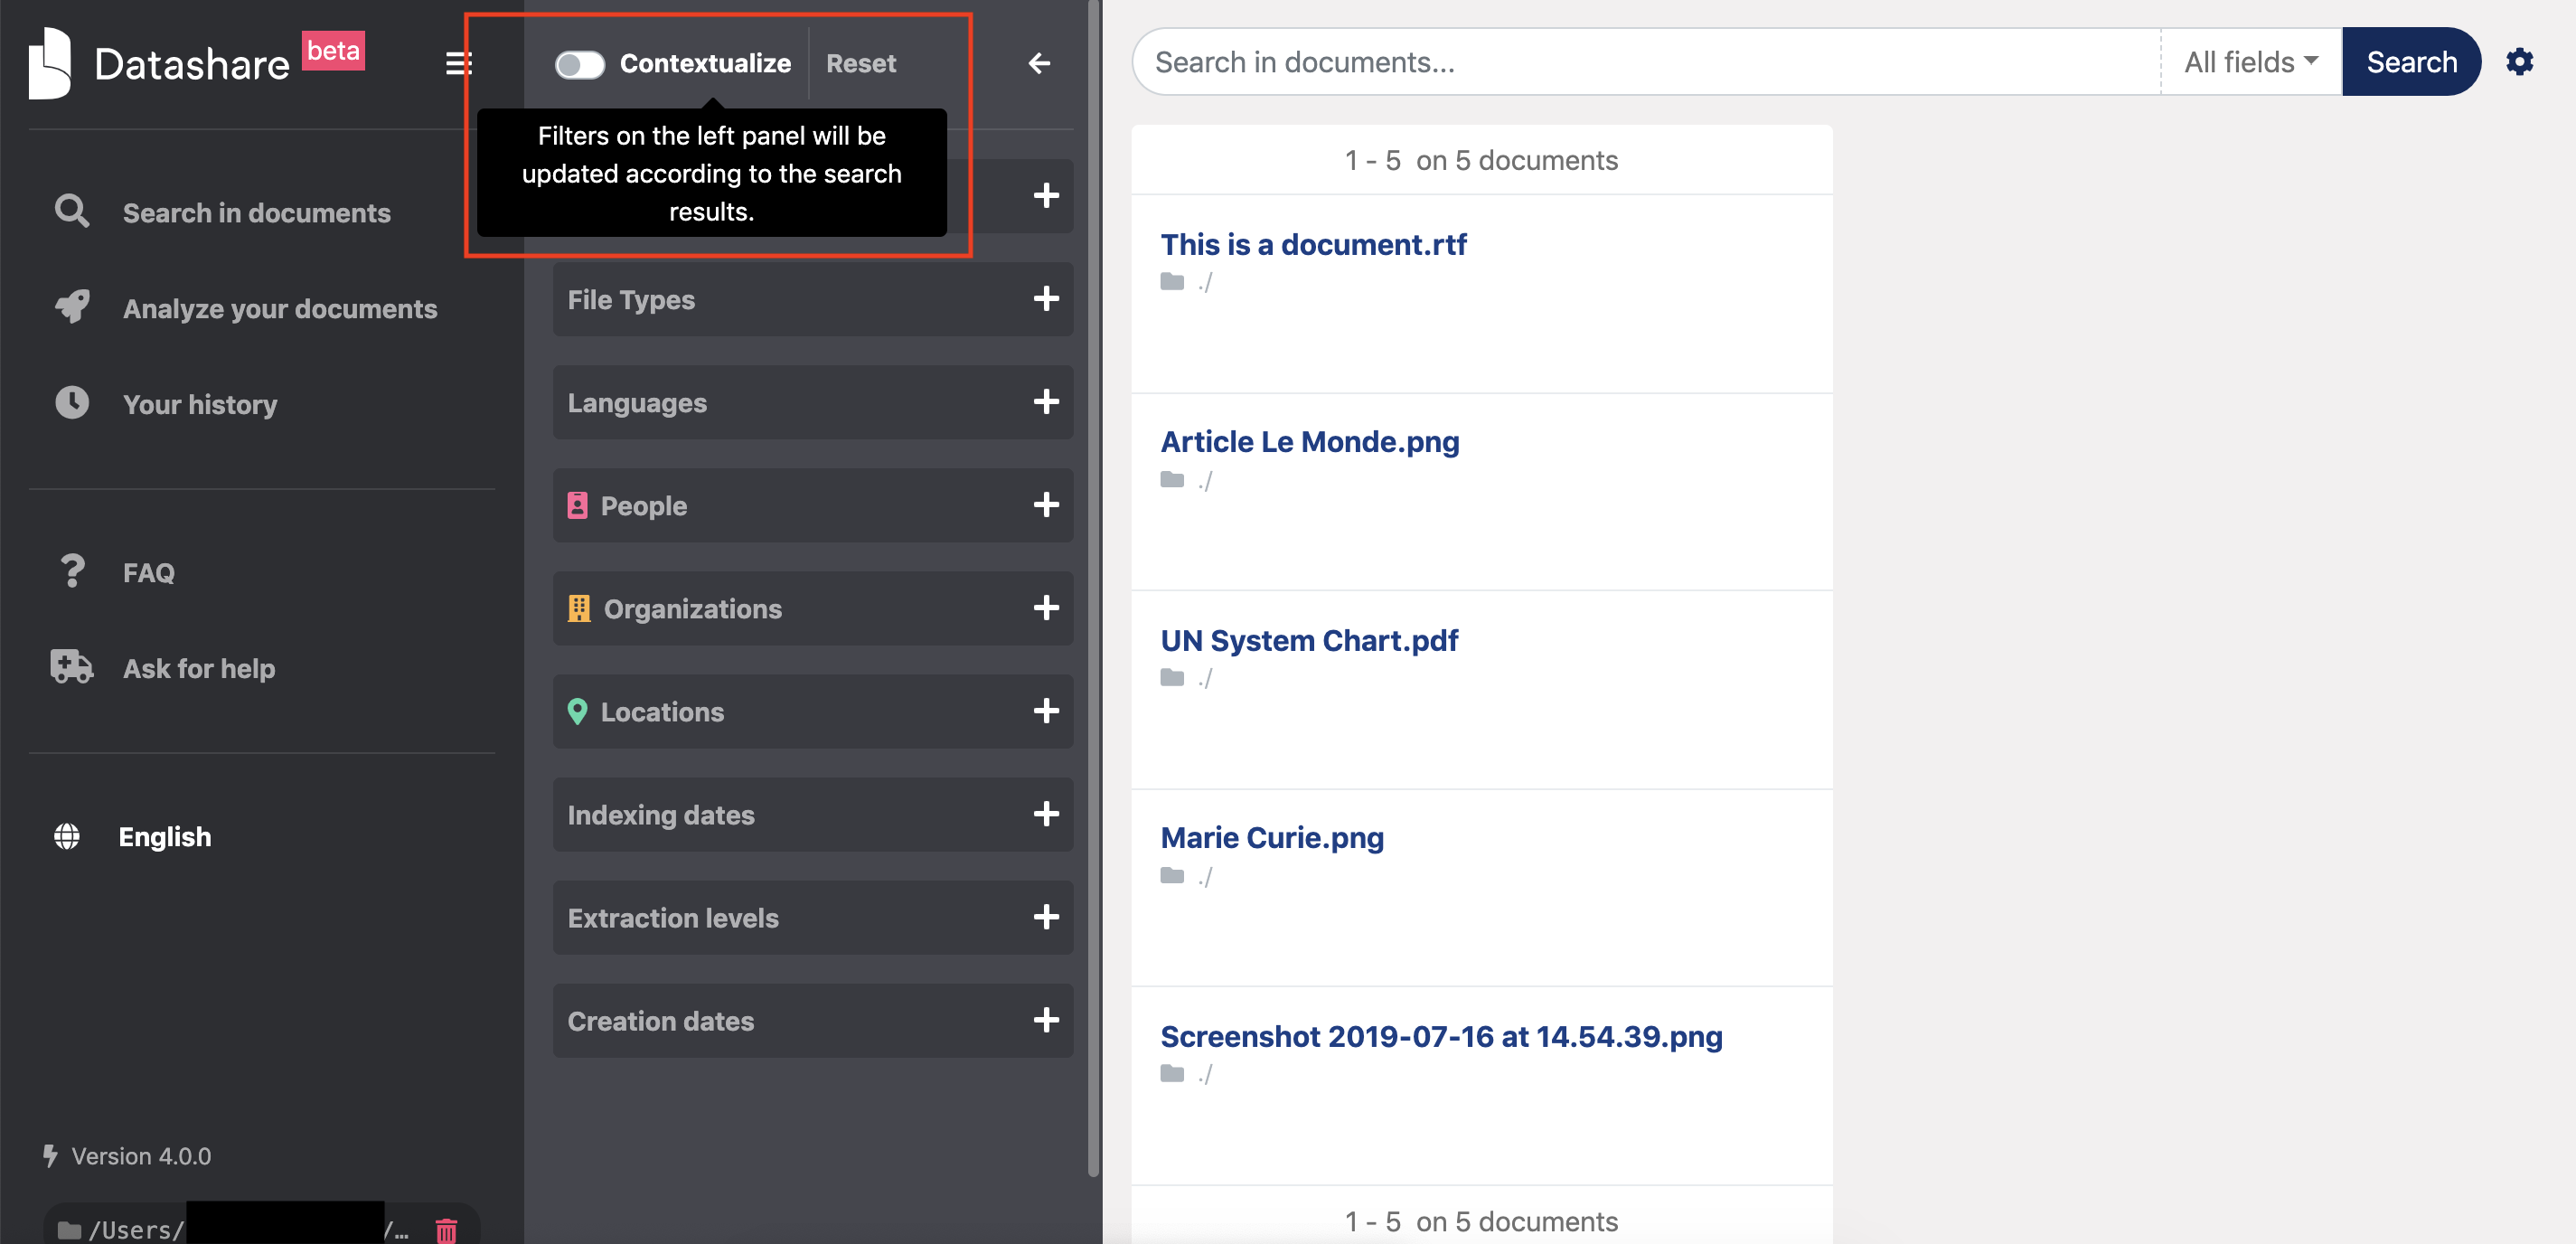 Datashare beta
Search in documents
Analyze your documents
Your history
FAQ
Ask for help
English
Version 4.0.0
/Users/ /…
Contextualize
Reset
Filters on the left panel will be
updated according to the search
results.
File Types
Languages
People
Organizations
Locations
Indexing dates
Extraction levels
Creation dates
Search in documents...
All fields
Search
1 - 5 on 5 documents
This is a document.rtf
./
Article Le Monde.png
./
UN System Chart.pdf
./
Marie Curie.png
./
Screenshot 2019-07-16 at 14.54.39.png
./
1 - 5 on 5 documents